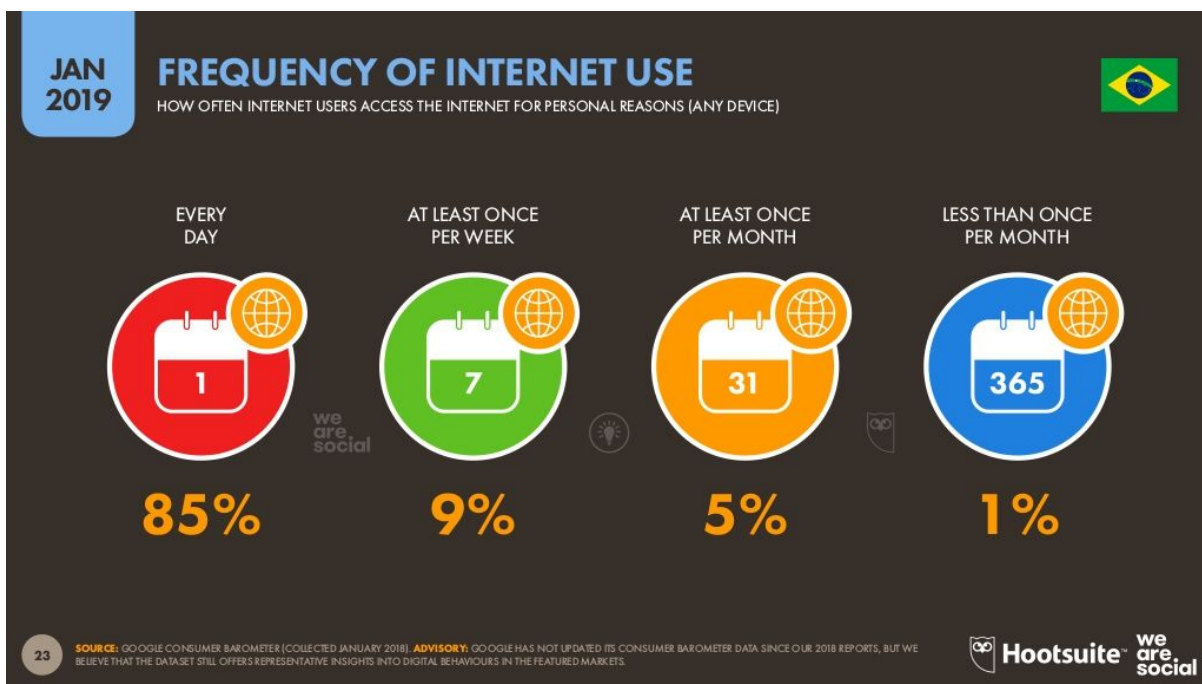 JAN
2019
FREQUENCY OF INTERNET USE
HOW OFTEN INTERNET USERS ACCESS THE INTERNET FOR PERSONAL REASONS (ANY DEVICE)
EVERY
DAY
AT LEAST ONCE
PER WEEK
AT LEAST ONCE
PER MONTH
LESS THAN ONCE
PER MONTH
1
7
31
365
we
are.
social
85%
9%
5%
1%
23
SOURCE: GOOGLE CONSUMER BAROMETER (COLLECTED JANUARY 2018). ADVISORY: GOOGLE HAS NOT UPDATED ITS CONSUMER BAROMETER DATA SINCE OUR 2018 REPORTS, BUT WE
BELIEVE THAT THE DATASET STILL OFFERS REPRESENTATIVE INSIGHTS INTO DIGITAL BEHAVIOURS IN THE FEATURED MARKETS.
Hootsuite™
we
are.
social